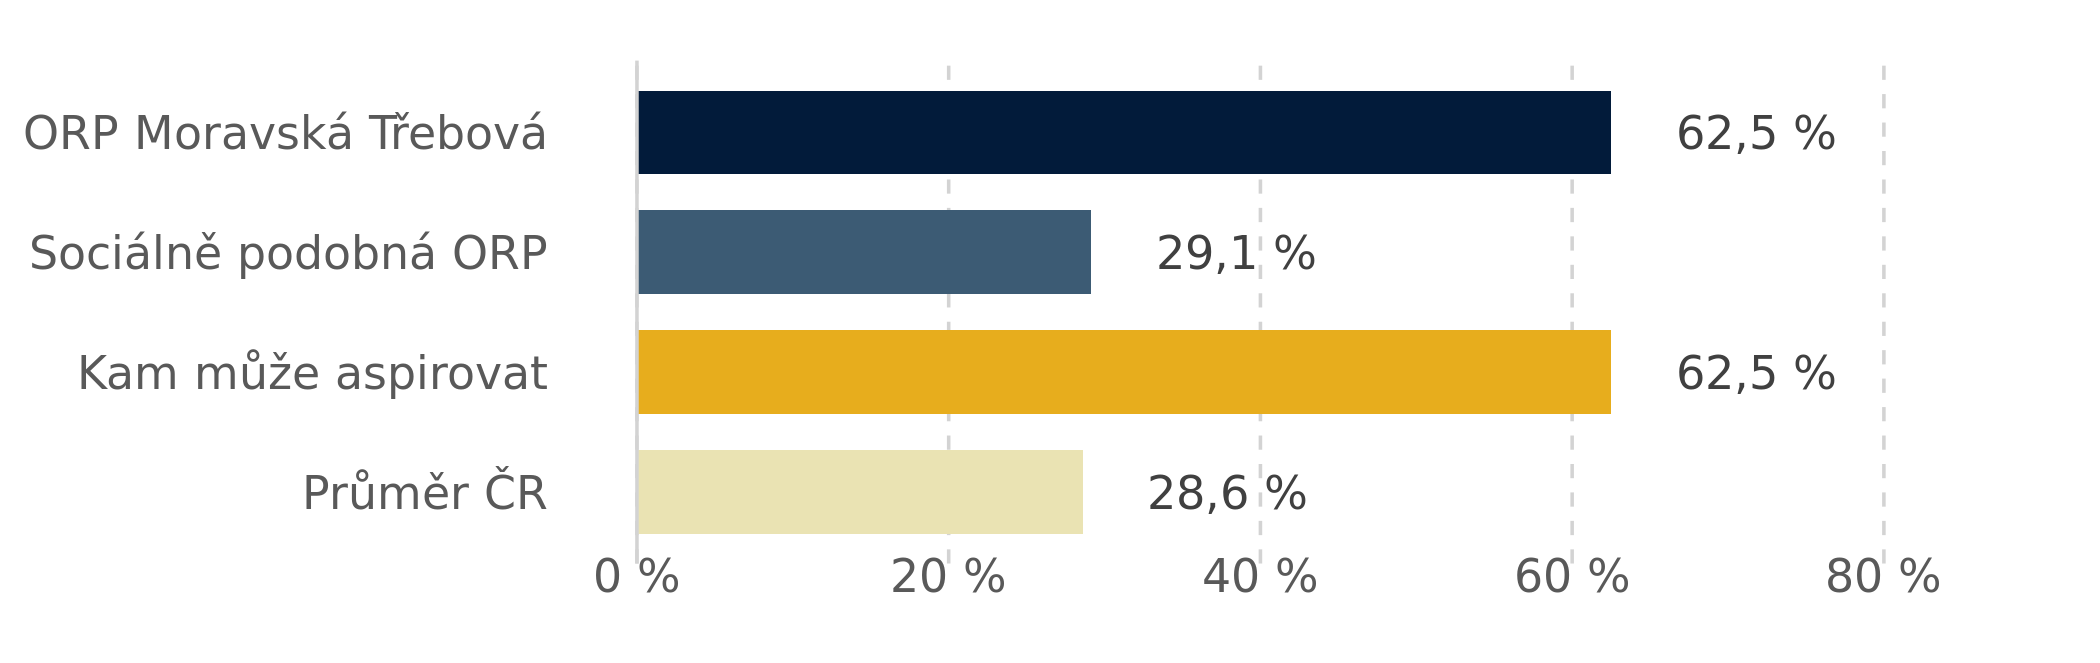 ORP Moravská Třebová
62,5 %
Sociálně podobná ORP
29,1 %
Kam může aspirovat
62,5 %
Průměr ČR
28,6 %
0 %
20 %
40 %
60 %
80 %